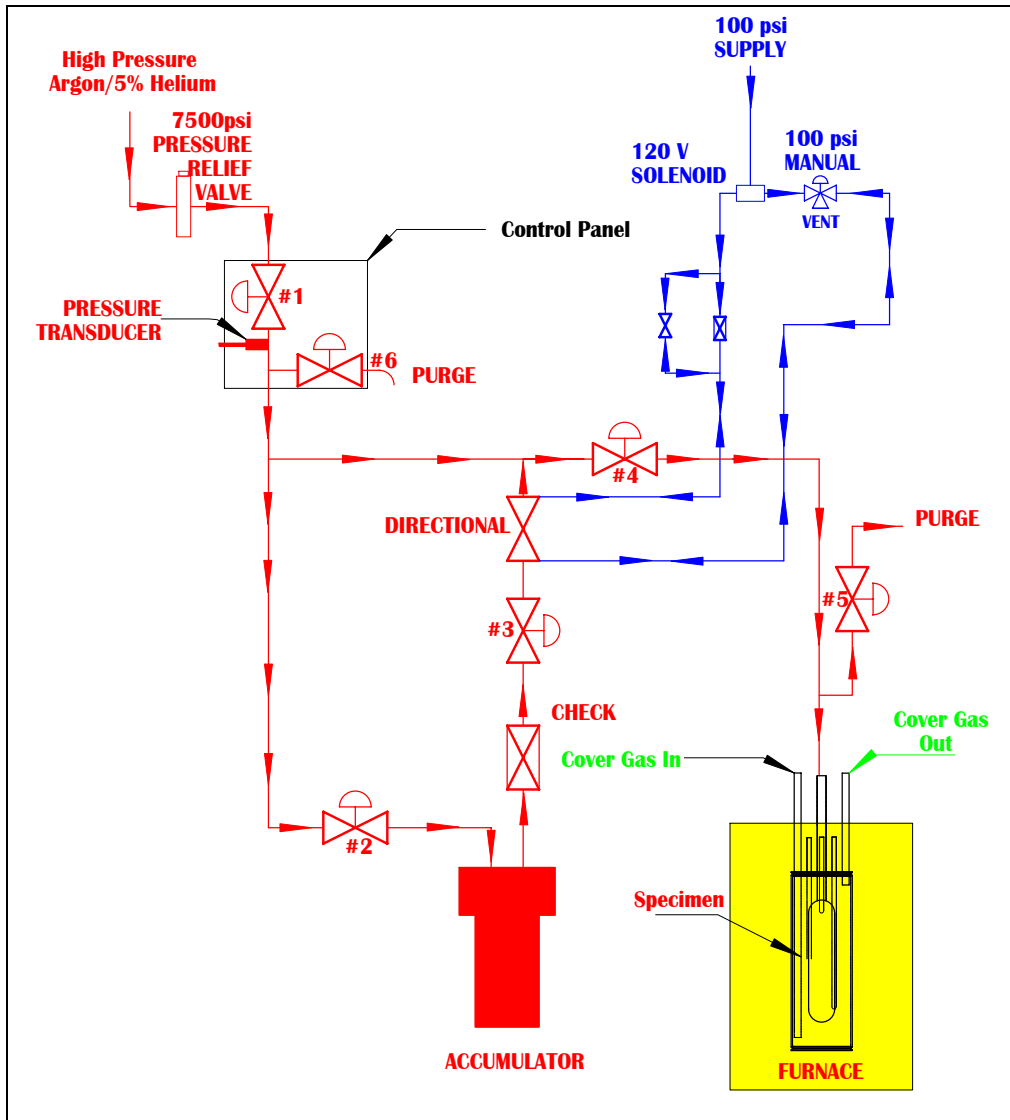 High Pressure
Argon/5% Helium
7500psi
PRESSURE
RELIEF
VALVE
100 psi
SUPPLY
120 V
SOLENOID
100 psi
MANUAL
VENT
Control Panel
#1
PRESSURE
TRANSDUCER
#6
PURGE
#4
DIRECTIONAL
PURGE
#5
#3
CHECK
Cover Gas In
Cover Gas
Out
#2
Specimen
ACCUMULATOR
FURNACE